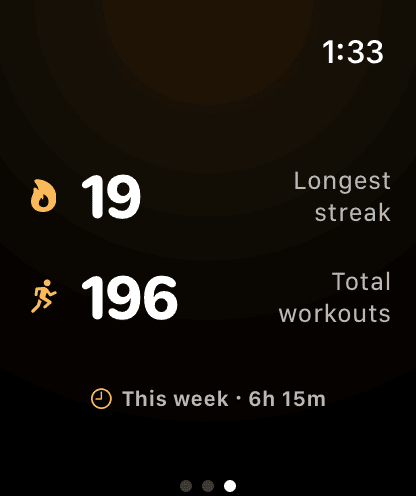 1:33
19
Longest
streak
196
Total
workouts
This week · 6h 15m